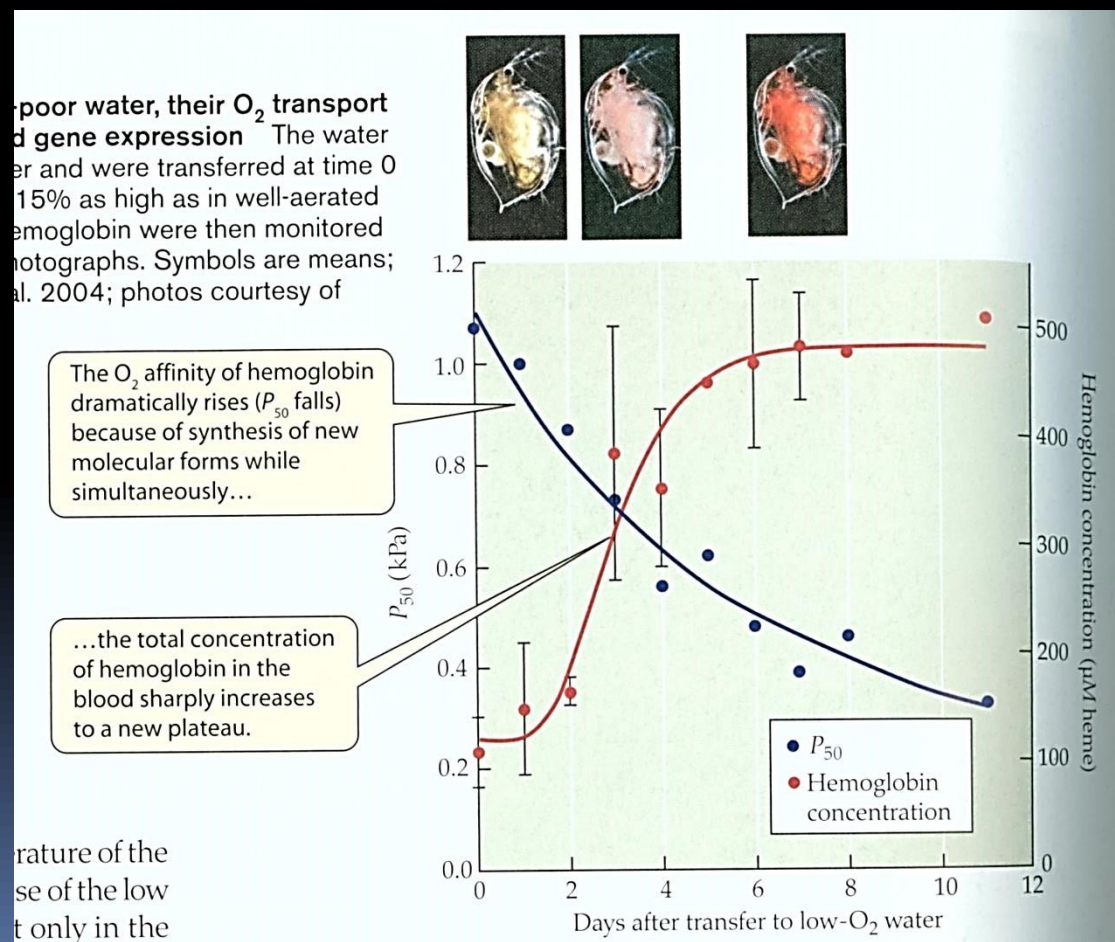 -poor water, their O₂ transport
d gene expression The water
er and were transferred at time 0
15% as high as in well-aerated
emoglobin were then monitored
hotographs. Symbols are means;
al. 2004; photos courtesy of
The O₂ affinity of hemoglobin
dramatically rises (P₅₀ falls)
because of synthesis of new
molecular forms while
simultaneously…
…the total concentration
of hemoglobin in the
blood sharply increases
to a new plateau.
P₅₀ (kPa)
1.2
1.0
0.8
0.6
0.4
0.2
0.0
0 2 4 6 8 10 12
Days after transfer to low-O₂ water
500
400
300
200
100
0
Hemoglobin concentration (µM heme)
P₅₀
Hemoglobin
concentration
rature of the
se of the low
t only in the